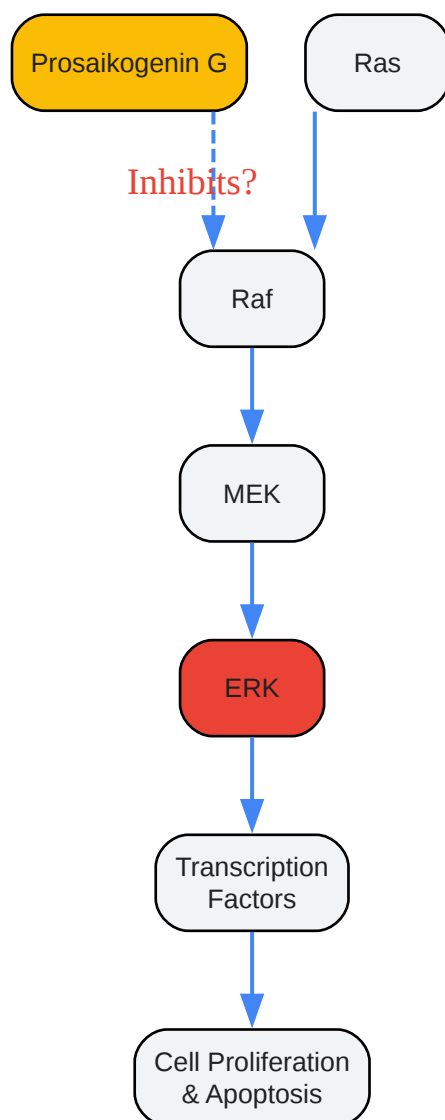 Prosaikogenin G
Ras
Inhibits?
Raf
MEK
ERK
Transcription
Factors
Cell Proliferation
& Apoptosis